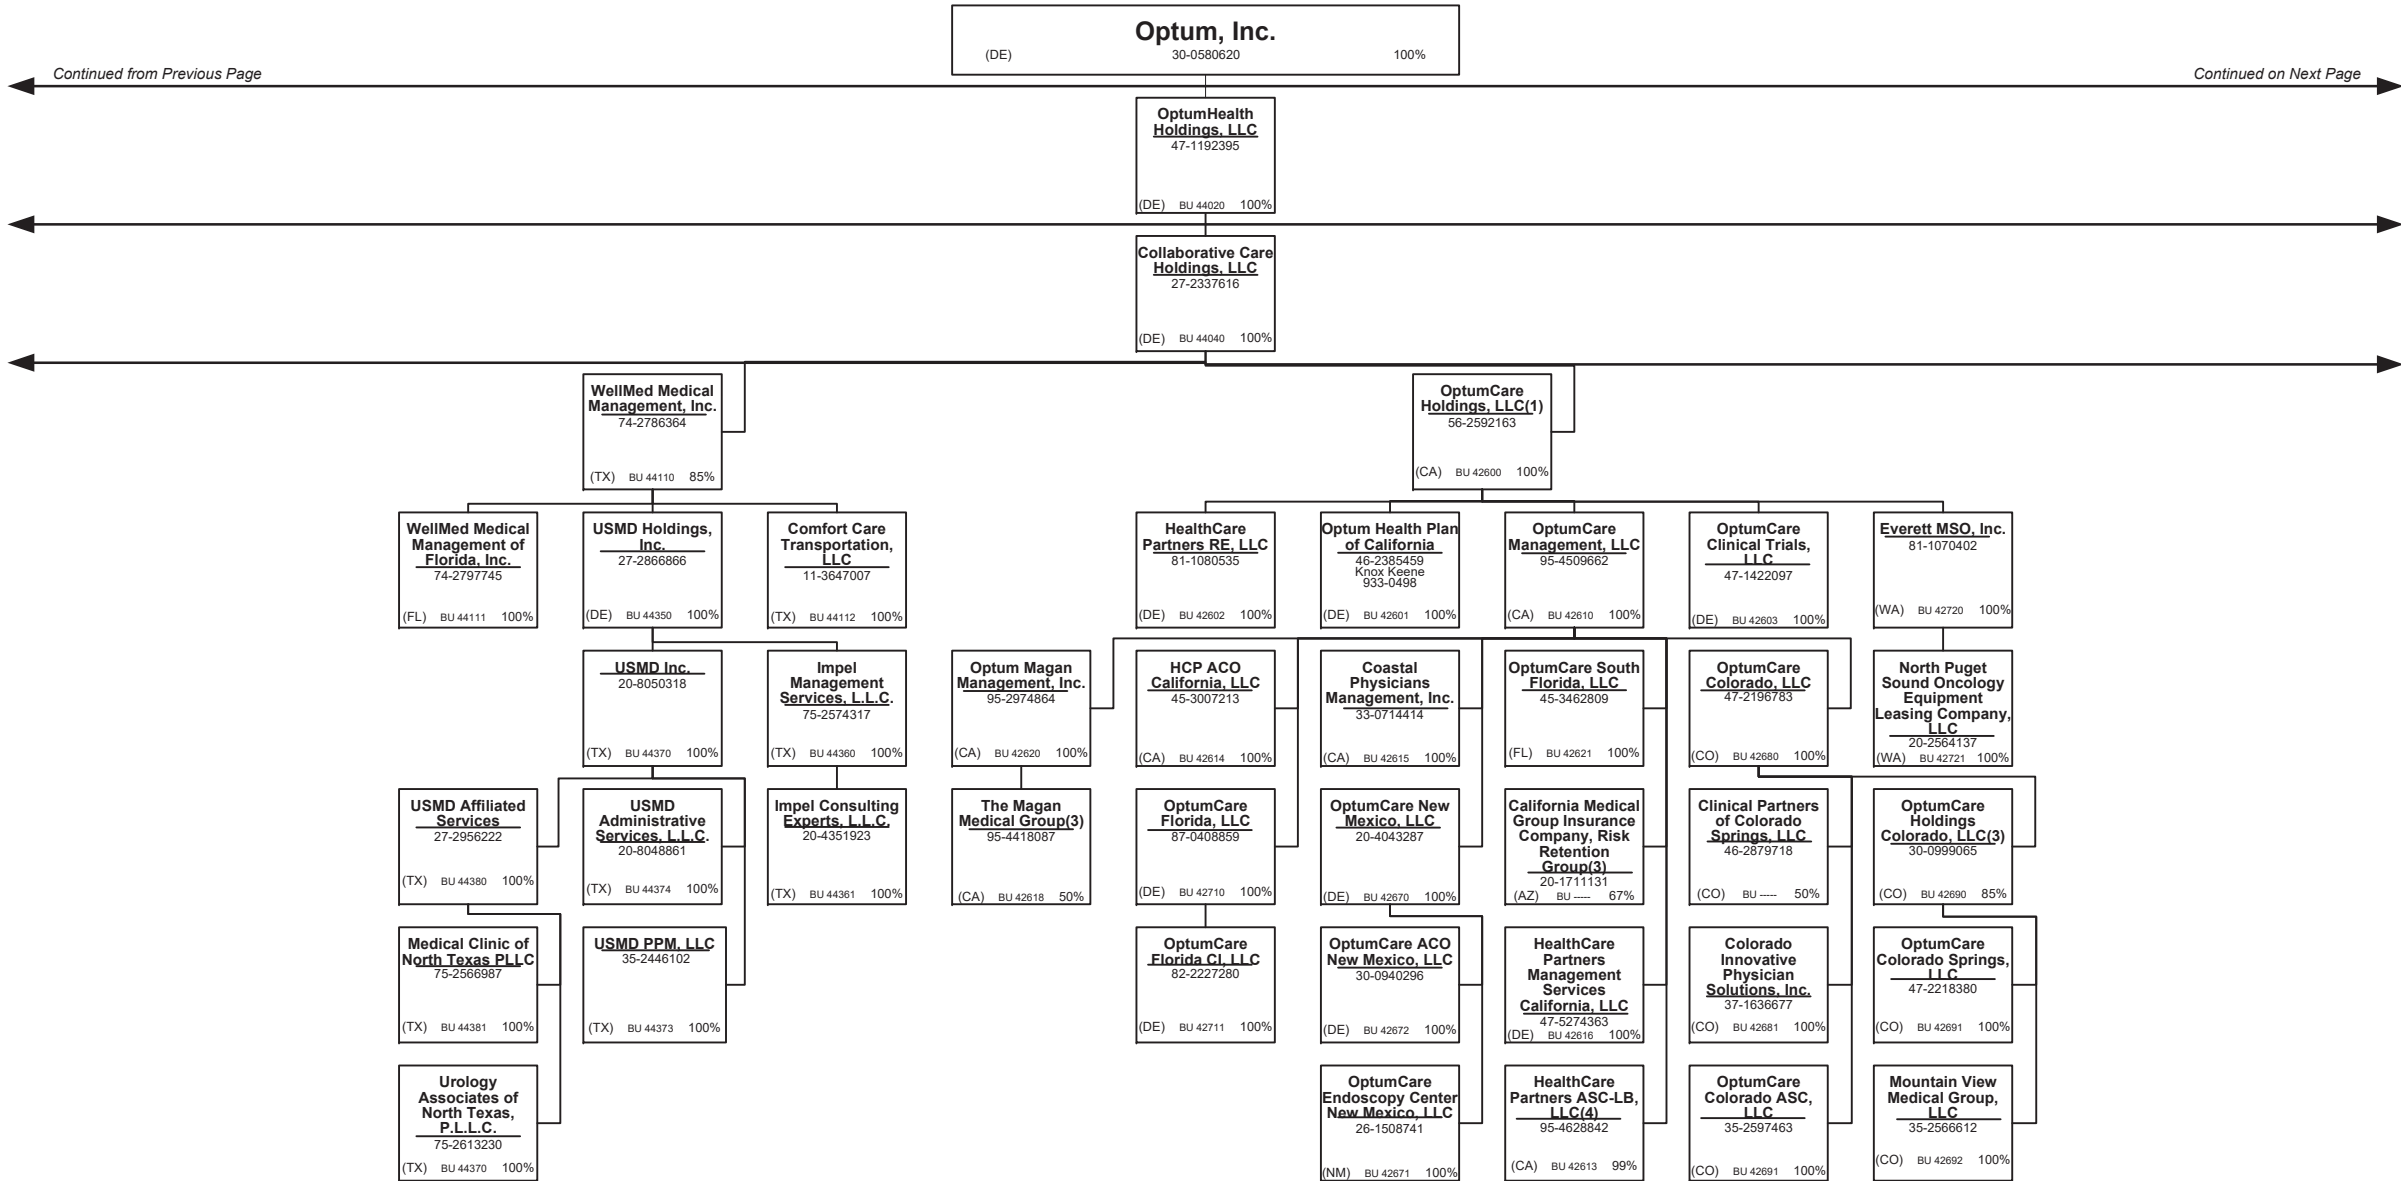 Optum, Inc.
(DE) 30-0580620 100%
Continued from Previous Page
Continued on Next Page
OptumHealth
Holdings, LLC
47-1192395
(DE) BU 44020 100%
Collaborative Care
Holdings, LLC
27-2337616
(DE) BU 44040 100%
WellMed Medical
Management, Inc.
74-2786364
(TX) BU 44110 85%
OptumCare
Holdings, LLC(1)
56-2592163
(CA) BU 42600 100%
WellMed Medical
Management of
Florida, Inc.
74-2797745
(FL) BU 44111 100%
USMD Holdings,
Inc.
27-2866866
(DE) BU 44350 100%
Comfort Care
Transportation,
LLC
11-3647007
(TX) BU 44112 100%
HealthCare
Partners RE, LLC
81-1080535
(DE) BU 42602 100%
Optum Health Plan
of California
46-2385459
Knox Keene
933-0498
(DE) BU 42601 100%
OptumCare
Management, LLC
95-4509662
(CA) BU 42610 100%
OptumCare
Clinical Trials,
LLC
47-1422097
(DE) BU 42603 100%
Everett MSO, Inc.
81-1070402
(WA) BU 42720 100%
USMD Inc.
20-8050318
(TX) BU 44370 100%
Impel
Management
Services, L.L.C.
75-2574317
(TX) BU 44360 100%
Optum Magan
Management, Inc.
95-2974864
(CA) BU 42620 100%
HCP ACO
California, LLC
45-3007213
(CA) BU 42614 100%
Coastal
Physicians
Management, Inc.
33-0714414
(CA) BU 42615 100%
OptumCare South
Florida, LLC
45-3462809
(FL) BU 42621 100%
OptumCare
Colorado, LLC
47-2196783
(CO) BU 42680 100%
North Puget
Sound Oncology
Equipment
Leasing Company,
LLC
20-2564137
(WA) BU 42721 100%
USMD Affiliated
Services
27-2956222
(TX) BU 44380 100%
USMD
Administrative
Services, L.L.C.
20-8048861
(TX) BU 44374 100%
Impel Consulting
Experts, L.L.C.
20-4351923
(TX) BU 44361 100%
The Magan
Medical Group(3)
95-4418087
(CA) BU 42618 50%
OptumCare
Florida, LLC
87-0408859
(DE) BU 42710 100%
OptumCare New
Mexico, LLC
20-4043287
(DE) BU 42670 100%
California Medical
Group Insurance
Company, Risk
Retention
Group(3)
20-1711131
(AZ) BU ----- 67%
Clinical Partners
of Colorado
Springs, LLC
46-2879718
(CO) BU ----- 50%
OptumCare
Holdings
Colorado, LLC(3)
30-0999065
(CO) BU 42690 85%
Medical Clinic of
North Texas PLLC
75-2566987
(TX) BU 44381 100%
USMD PPM, LLC
35-2446102
(TX) BU 44373 100%
OptumCare
Florida CI, LLC
82-2227280
(DE) BU 42711 100%
OptumCare ACO
New Mexico, LLC
30-0940296
(DE) BU 42672 100%
HealthCare
Partners
Management
Services
California, LLC
47-5274363
(DE) BU 42616 100%
Colorado
Innovative
Physician
Solutions, Inc.
37-1636677
(CO) BU 42681 100%
OptumCare
Colorado Springs,
LLC
47-2218380
(CO) BU 42691 100%
Urology
Associates of
North Texas,
P.L.L.C.
75-2613230
(TX) BU 44370 100%
OptumCare
Endoscopy Center
New Mexico, LLC
26-1508741
(NM) BU 42671 100%
HealthCare
Partners ASC-LB,
LLC(4)
95-4628842
(CA) BU 42613 99%
OptumCare
Colorado ASC,
LLC
35-2597463
(CO) BU 42691 100%
Mountain View
Medical Group,
LLC
35-2566612
(CO) BU 42692 100%